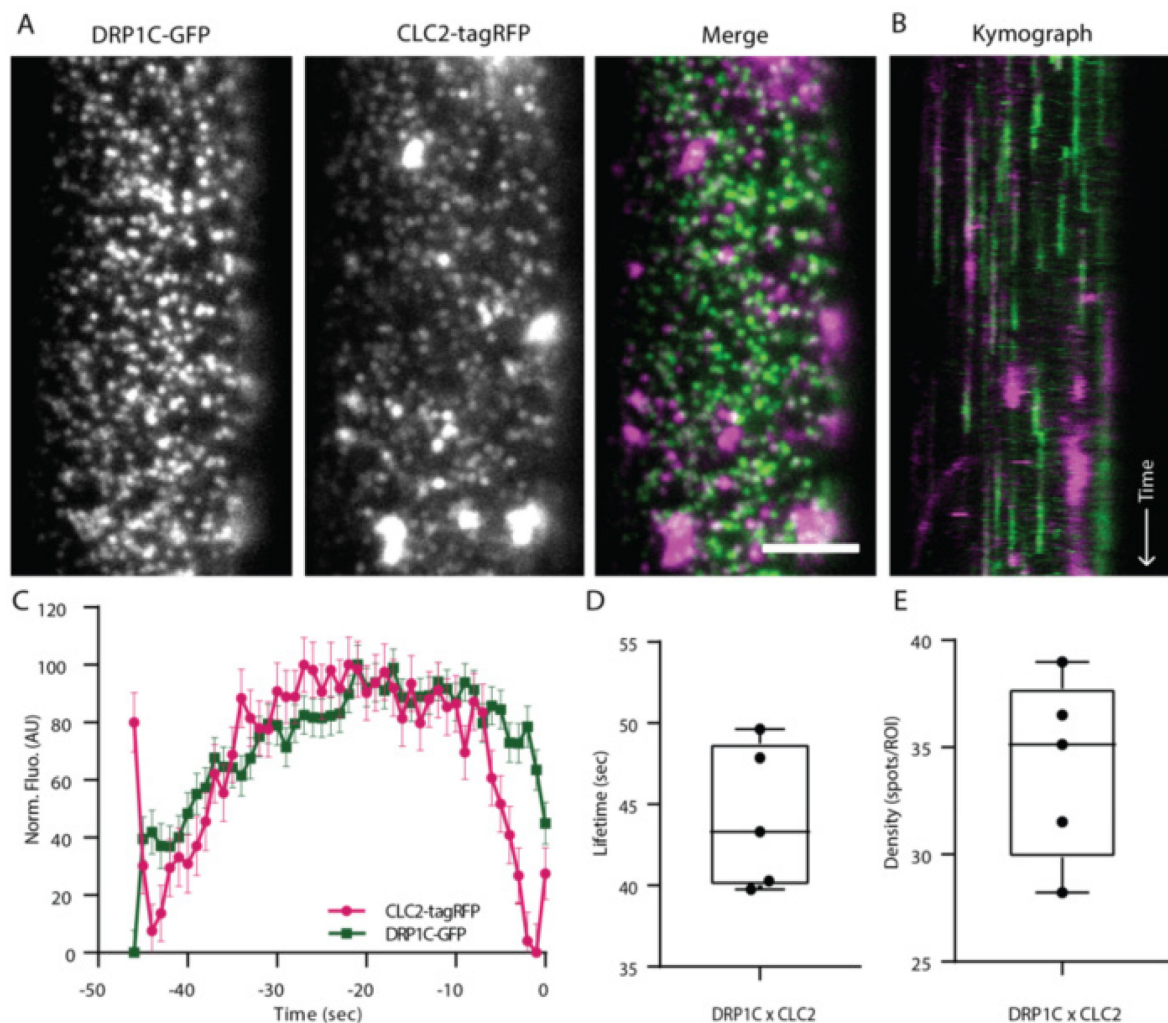 A
DRP1C-GFP
CLC2-tagRFP
Merge
B
Kymograph
Time
C
Norm. Fluo. (AU)
120
100
80
60
40
20
0
-50
-40
-30
-20
-10
0
Time (sec)
CLC2-tagRFP
DRP1C-GFP
D
Lifetime (sec)
55
50
45
40
35
DRP1C x CLC2
E
Density (spots/ROI)
40
35
30
25
DRP1C x CLC2